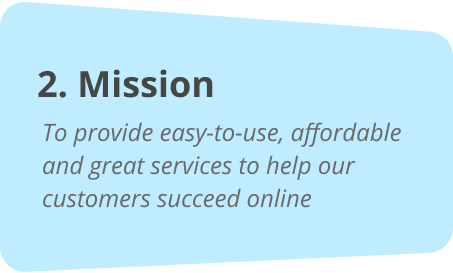 2. Mission
To provide easy-to-use, affordable
and great services to help our
customers succeed online